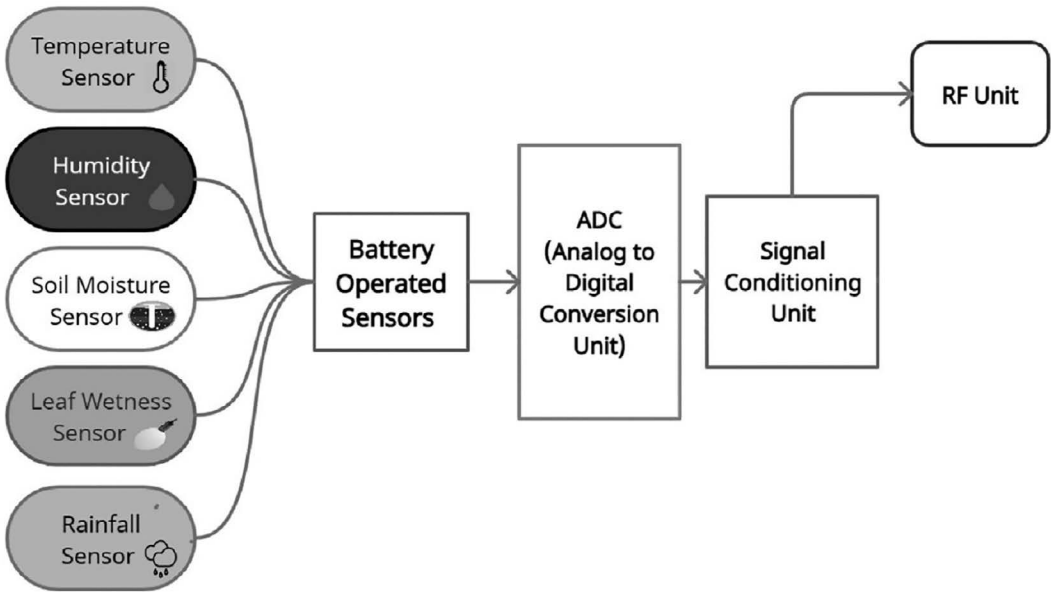 Temperature
Sensor
Humidity
Sensor
Soil Moisture
Sensor
Leaf Wetness
Sensor
Rainfall
Sensor
Battery
Operated
Sensors
ADC
(Analog to
Digital
Conversion
Unit)
Signal
Conditioning
Unit
RF Unit